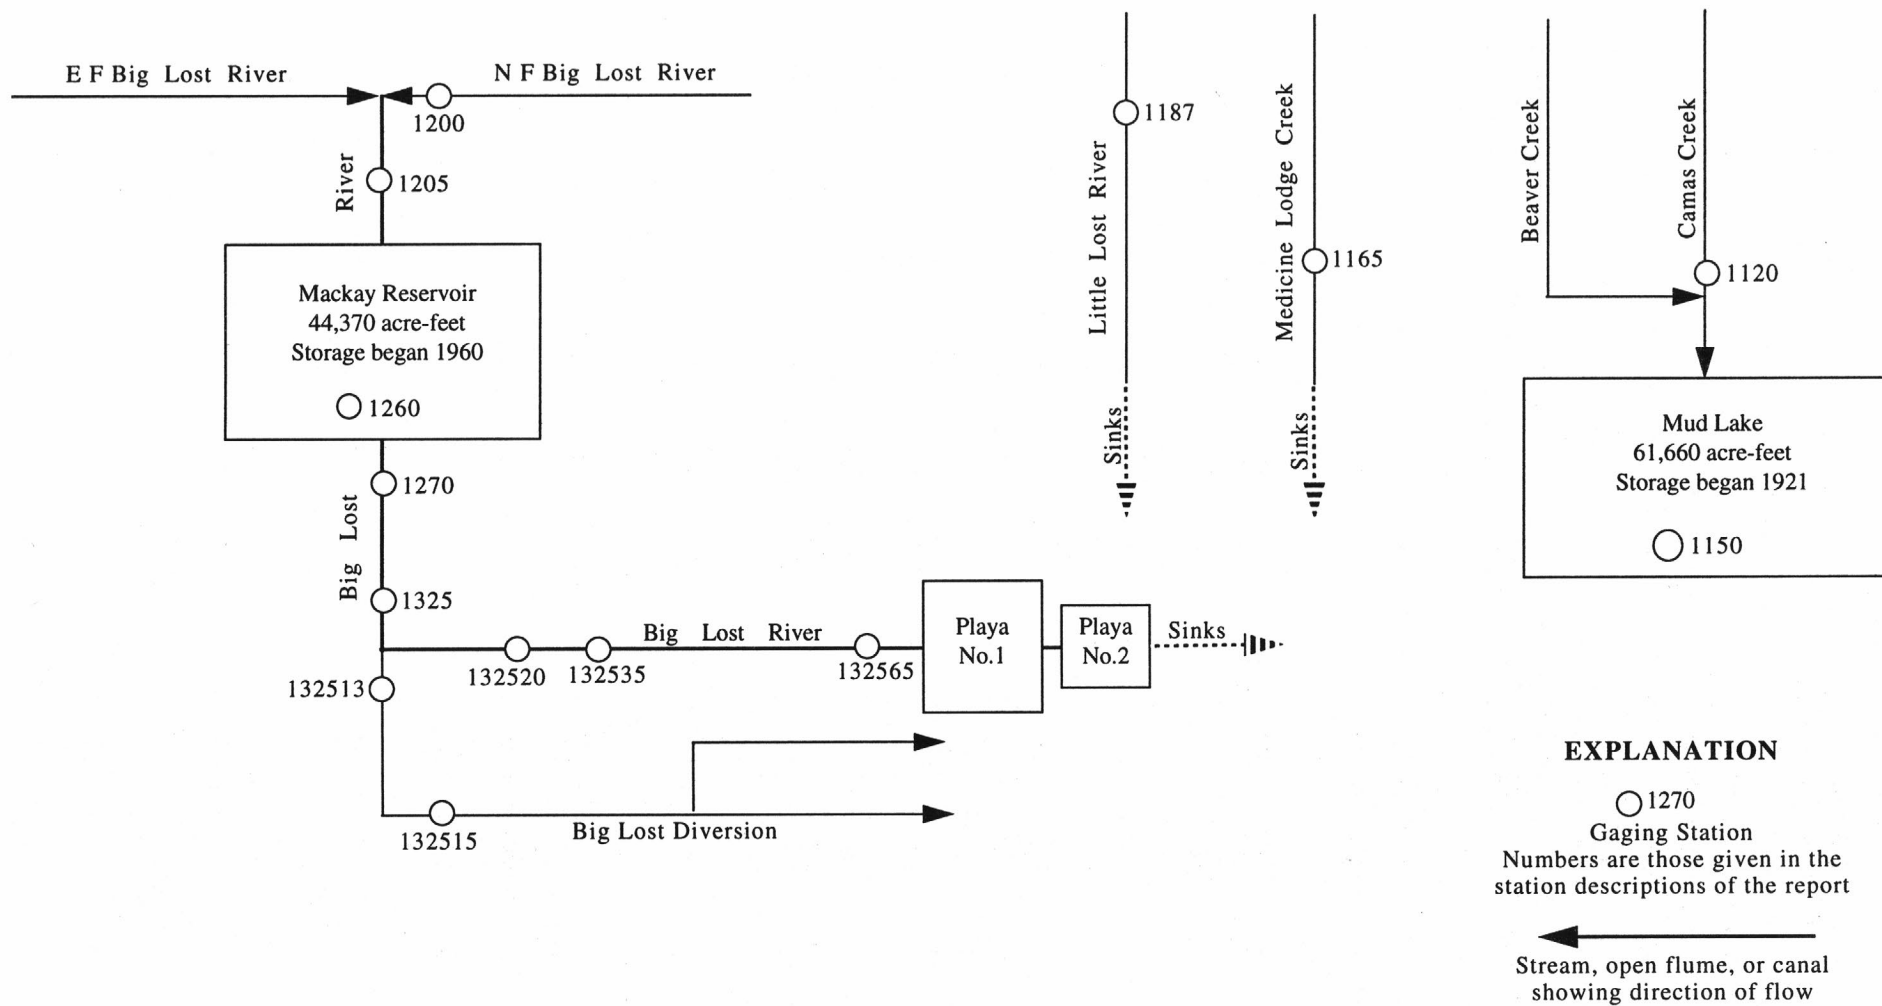 E F Big Lost River
N F Big Lost River
1200
River
1205
Mackay Reservoir
44,370 acre-feet
Storage began 1960
1260
1270
Big Lost
1325
Big Lost River
132520
132535
132565
Playa
No.1
Playa
No.2
Sinks
132513
132515
Big Lost Diversion
1187
Little Lost River
Sinks
Medicine Lodge Creek
1165
Sinks
Beaver Creek
Camas Creek
1120
Mud Lake
61,660 acre-feet
Storage began 1921
1150
EXPLANATION
1270
Gaging Station
Numbers are those given in the
station descriptions of the report
Stream, open flume, or canal
showing direction of flow